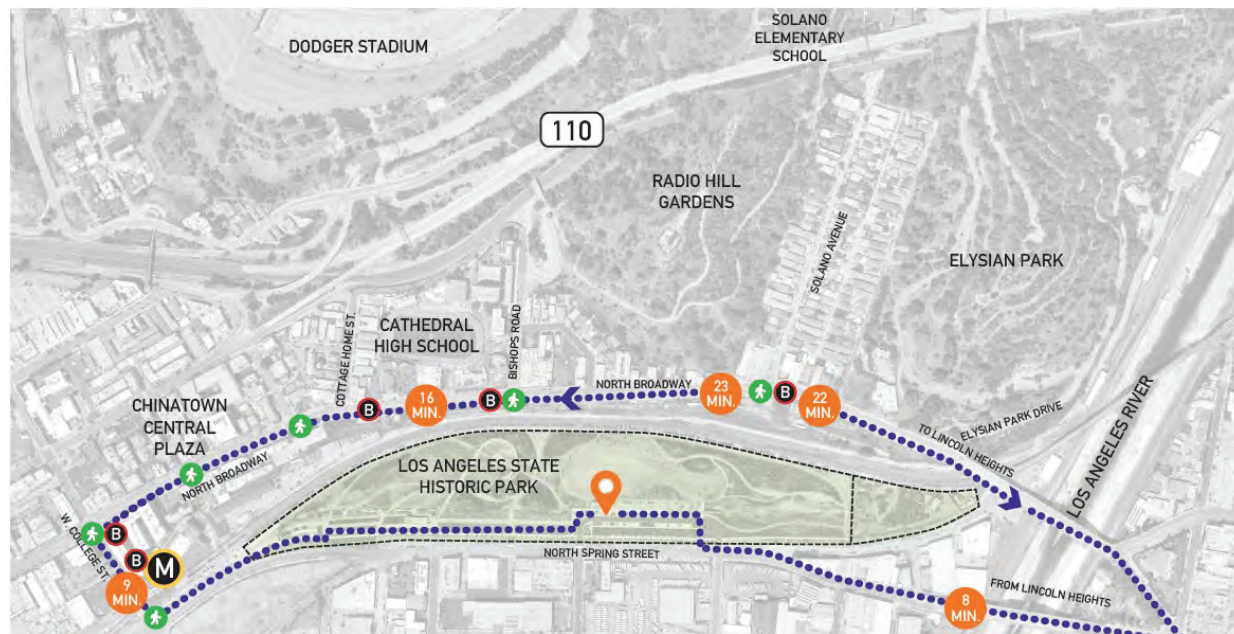 DODGER STADIUM
SOLANO
ELEMENTARY
SCHOOL
110
RADIO HILL
GARDENS
SOLANO AVENUE
ELYSIAN PARK
COTTAGE HOME ST.
CATHEDRAL
HIGH SCHOOL
BISHOPS ROAD
NORTH BROADWAY
23
MIN.
B
22
MIN.
16
MIN.
B
B
CHINATOWN
CENTRAL
PLAZA
NORTH BROADWAY
TO LINCOLN HEIGHTS
ELYSIAN PARK DRIVE
LOS ANGELES RIVER
LOS ANGELES STATE
HISTORIC PARK
W. COLLEGE ST.
B
B
M
9
MIN.
NORTH SPRING STREET
FROM LINCOLN HEIGHTS
8
MIN.